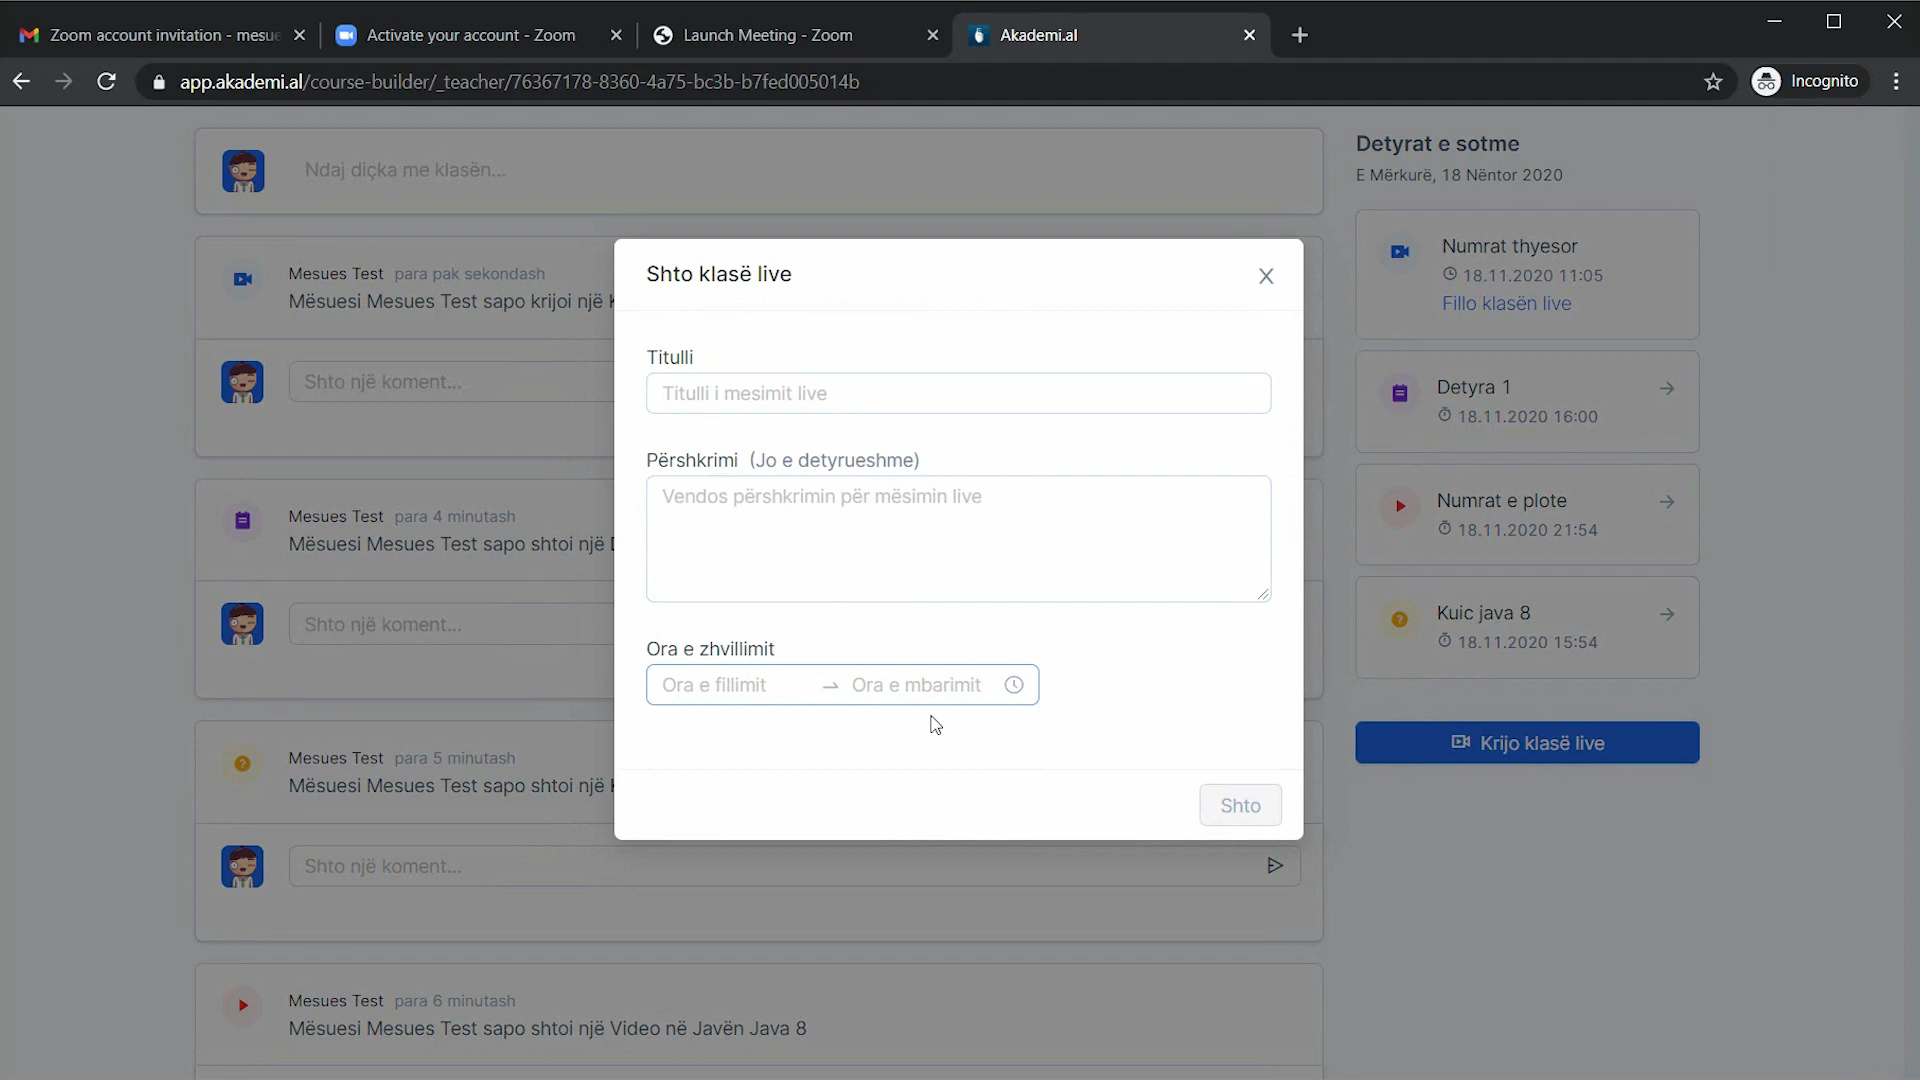 Zoom account invitation - mesue
Activate your account - Zoom
Launch Meeting - Zoom
Akademi.al
app.akademi.al/course-builder/_teacher/76367178-8360-4a75-bc3b-b7fed005014b
Incognito
Ndaj diçka me klasën...
Mesues Test para pak sekondash
Mësuesi Mesues Test sapo krijoi një
Shto një koment...
Mesues Test para 4 minutash
Mësuesi Mesues Test sapo shtoi një
Shto një koment...
Mesues Test para 5 minutash
Mësuesi Mesues Test sapo shtoi një
Shto një koment...
Mesues Test para 6 minutash
Mësuesi Mesues Test sapo shtoi një Video në Javën Java 8
Shto klasë live
Titulli
Titulli i mesimit live
Përshkrimi (Jo e detyrueshme)
Vendos përshkrimin për mësimin live
Ora e zhvillimit
Ora e fillimit → Ora e mbarimit
Shto
Detyrat e sotme
E Mërkurë, 18 Nëntor 2020
Numrat thyesor
18.11.2020 11:05
Fillo klasën live
Detyra 1
18.11.2020 16:00
Numrat e plote
18.11.2020 21:54
Kuic java 8
18.11.2020 15:54
Krijo klasë live